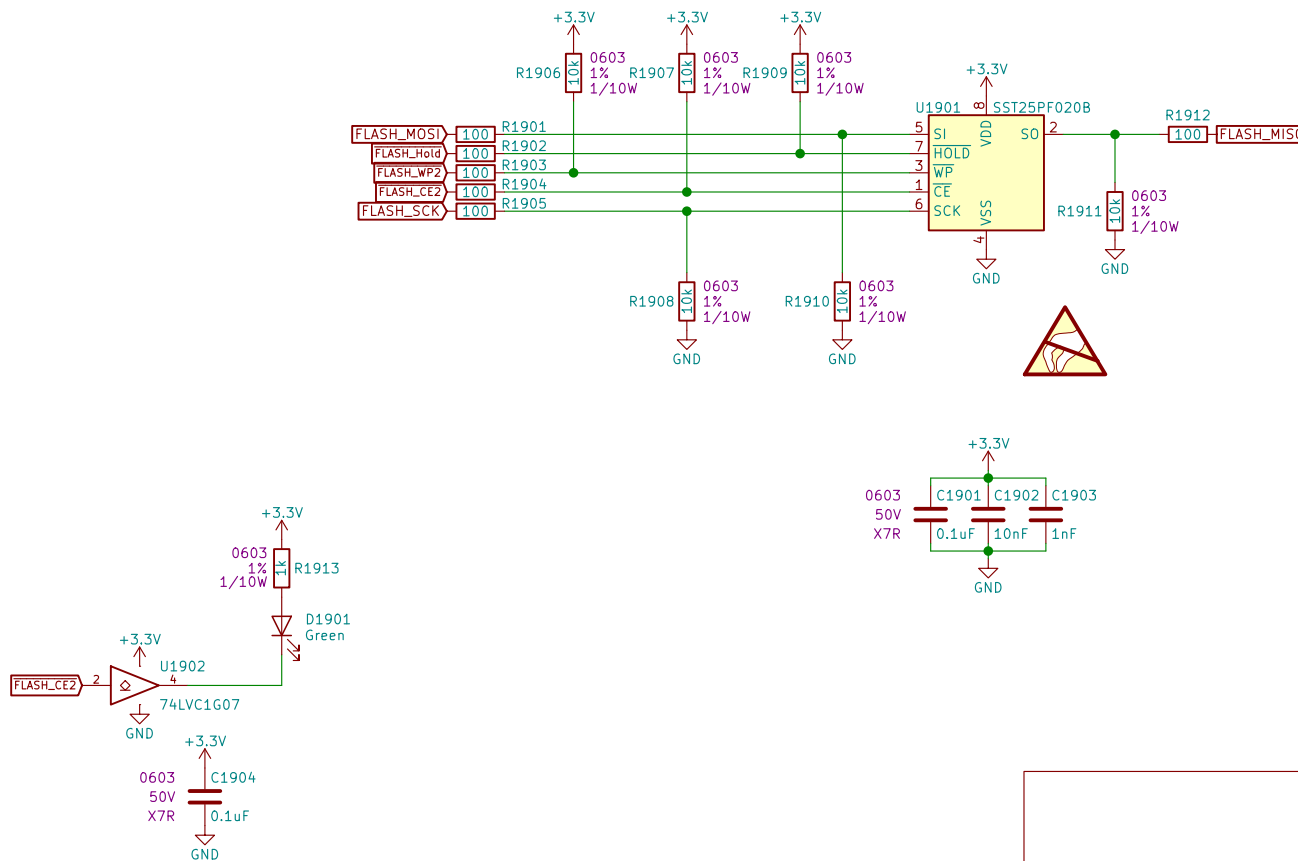 +3.3V
+3.3V
+3.3V
R1906
10k
0603
1%
1/10W
R1907
10k
0603
1%
1/10W
R1909
10k
0603
1%
1/10W
+3.3V
U1901
SST25PF020B
8
VDD
FLASH_MOSI
100
R1901
5
SI
SO
2
R1912
100
FLASH_MISO
FLASH_Hold
100
R1902
7
HOLD
FLASH_WP2
100
R1903
3
WP
FLASH_CE2
100
R1904
1
CE
FLASH_SCK
100
R1905
6
SCK
VSS
4
GND
R1911
10k
0603
1%
1/10W
GND
R1908
10k
0603
1%
1/10W
GND
R1910
10k
0603
1%
1/10W
GND
+3.3V
0603
50V
X7R
C1901
0.1uF
C1902
10nF
C1903
1nF
GND
+3.3V
0603
1%
1/10W
1k
R1913
D1901
Green
+3.3V
U1902
FLASH_CE2
2
4
74LVC1G07
GND
+3.3V
0603
50V
X7R
C1904
0.1uF
GND